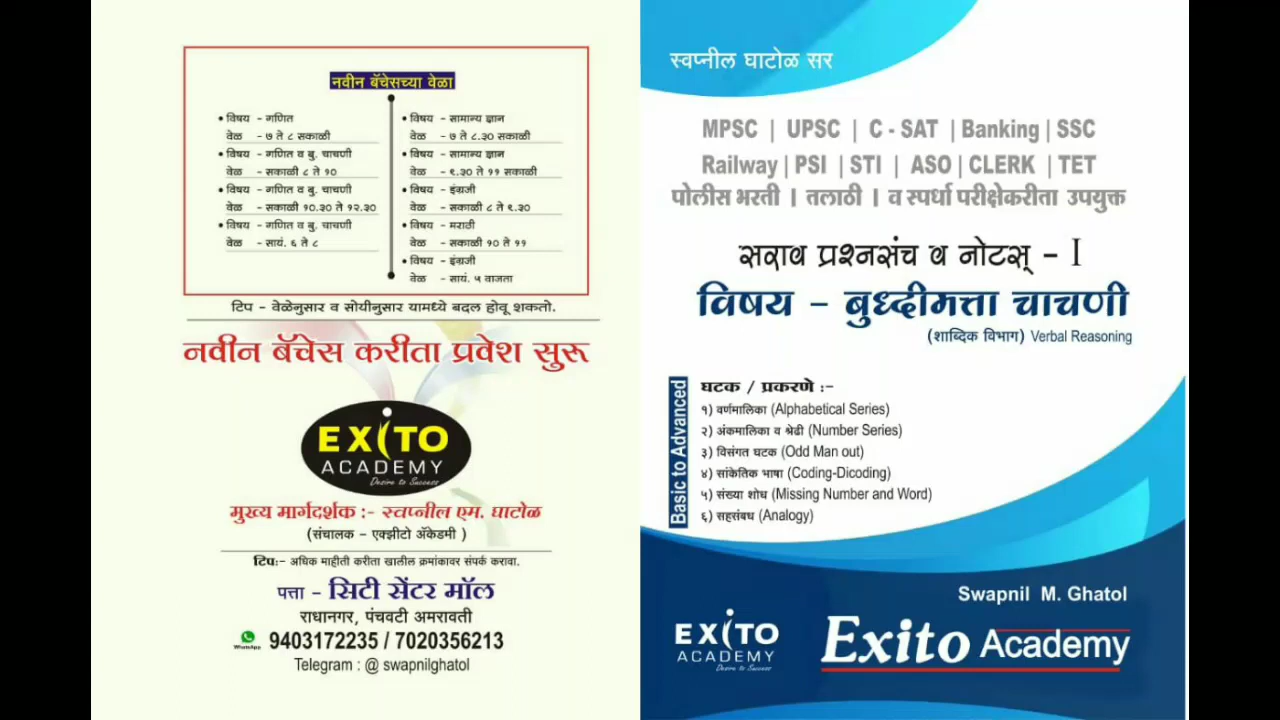 नवीन बॅचेसच्या वेळा
• विषय - गणित
वेळ - ७ ते ८ सकाळी
• विषय - गणित व बु. चाचणी
वेळ - सकाळी ८ ते १०
• विषय - गणित व बु. चाचणी
वेळ - सकाळी १०.३० ते १२.३०
• विषय - गणित व बु. चाचणी
वेळ - सायं. ६ ते ८
• विषय - सामान्य ज्ञान
वेळ - ७ ते ८.३० सकाळी
• विषय - सामान्य ज्ञान
वेळ - ९.३० ते ११ सकाळी
• विषय - इंग्रजी
वेळ - सकाळी ८ ते ९.३०
• विषय - मराठी
वेळ - सकाळी १० ते ११
• विषय - इंग्रजी
वेळ - सायं. ५ वाजता
टिप - वेळेनुसार व सोयीनुसार यामध्ये बदल होवू शकतो.
नवीन बॅचेस करीता प्रवेश सुरू
EXiTO
ACADEMY
Desire to Success
मुख्य मार्गदर्शक :- स्वप्नील एम. घाटोळ
(संचालक - एक्झीटो अ‍ॅकेडमी )
टिप:- अधिक माहीती करीता खालील क्रमांकावर संपर्क करावा.
पत्ता - सिटी सेंटर मॉल
राधानगर, पंचवटी अमरावती
WhatsApp 9403172235 / 7020356213
Telegram : @ swapnilghatol
स्वप्नील घाटोळ सर
MPSC | UPSC | C - SAT | Banking | SSC
Railway | PSI | STI | ASO | CLERK | TET
पोलीस भरती । तलाठी । व स्पर्धा परीक्षेकरीता उपयुक्त
सराव प्रश्नसंच व नोटस् - I
विषय - बुध्दीमत्ता चाचणी
(शाब्दिक विभाग) Verbal Reasoning
Basic to Advanced
घटक / प्रकरणे :-
१) वर्णमालिका (Alphabetical Series)
२) अंकमालिका व श्रेढी (Number Series)
३) विसंगत घटक (Odd Man out)
४) सांकेतिक भाषा (Coding-Dicoding)
५) संख्या शोध (Missing Number and Word)
६) सहसंबध (Analogy)
Swapnil M. Ghatol
EXiTO
ACADEMY
Desire to Success
Exito Academy